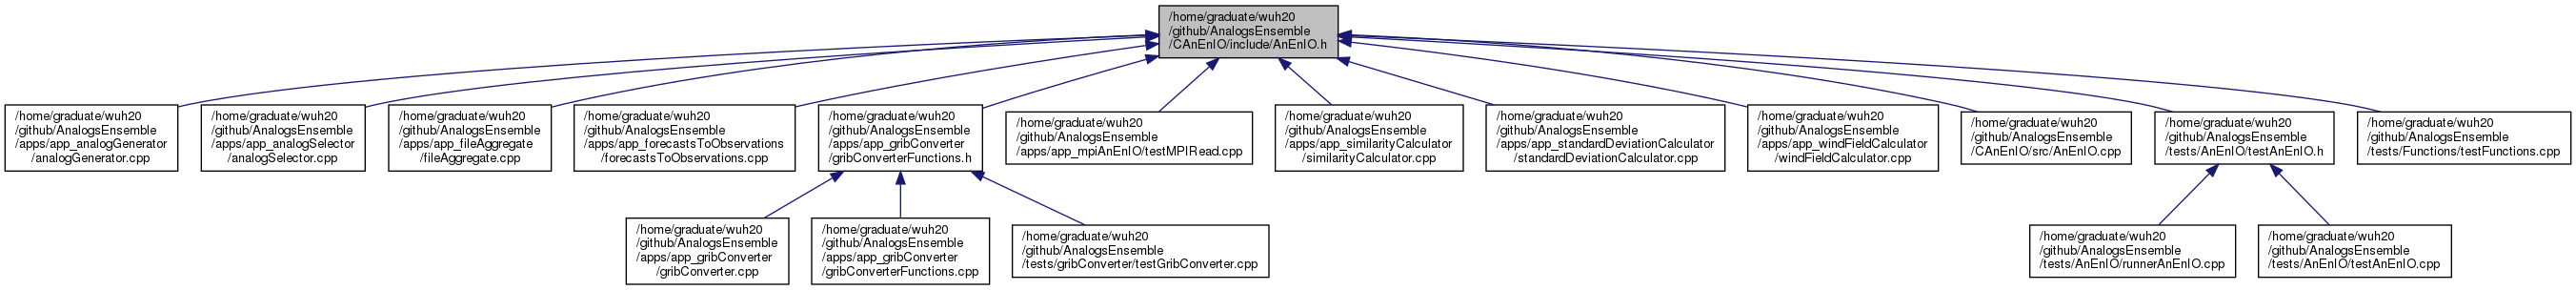 /home/graduate/wuh20
/github/AnalogsEnsemble
/CAnEnIO/include/AnEnIO.h
/home/graduate/wuh20
/github/AnalogsEnsemble
/apps/app_analogGenerator
/analogGenerator.cpp
/home/graduate/wuh20
/github/AnalogsEnsemble
/apps/app_analogSelector
/analogSelector.cpp
/home/graduate/wuh20
/github/AnalogsEnsemble
/apps/app_fileAggregate
/fileAggregate.cpp
/home/graduate/wuh20
/github/AnalogsEnsemble
/apps/app_forecastsToObservations
/forecastsToObservations.cpp
/home/graduate/wuh20
/github/AnalogsEnsemble
/apps/app_gribConverter
/gribConverterFunctions.h
/home/graduate/wuh20
/github/AnalogsEnsemble
/apps/app_mpiAnEnIO/testMPIRead.cpp
/home/graduate/wuh20
/github/AnalogsEnsemble
/apps/app_similarityCalculator
/similarityCalculator.cpp
/home/graduate/wuh20
/github/AnalogsEnsemble
/apps/app_standardDeviationCalculator
/standardDeviationCalculator.cpp
/home/graduate/wuh20
/github/AnalogsEnsemble
/apps/app_windFieldCalculator
/windFieldCalculator.cpp
/home/graduate/wuh20
/github/AnalogsEnsemble
/CAnEnIO/src/AnEnIO.cpp
/home/graduate/wuh20
/github/AnalogsEnsemble
/tests/AnEnIO/testAnEnIO.h
/home/graduate/wuh20
/github/AnalogsEnsemble
/tests/Functions/testFunctions.cpp
/home/graduate/wuh20
/github/AnalogsEnsemble
/apps/app_gribConverter
/gribConverter.cpp
/home/graduate/wuh20
/github/AnalogsEnsemble
/apps/app_gribConverter
/gribConverterFunctions.cpp
/home/graduate/wuh20
/github/AnalogsEnsemble
/tests/gribConverter/testGribConverter.cpp
/home/graduate/wuh20
/github/AnalogsEnsemble
/tests/AnEnIO/runnerAnEnIO.cpp
/home/graduate/wuh20
/github/AnalogsEnsemble
/tests/AnEnIO/testAnEnIO.cpp